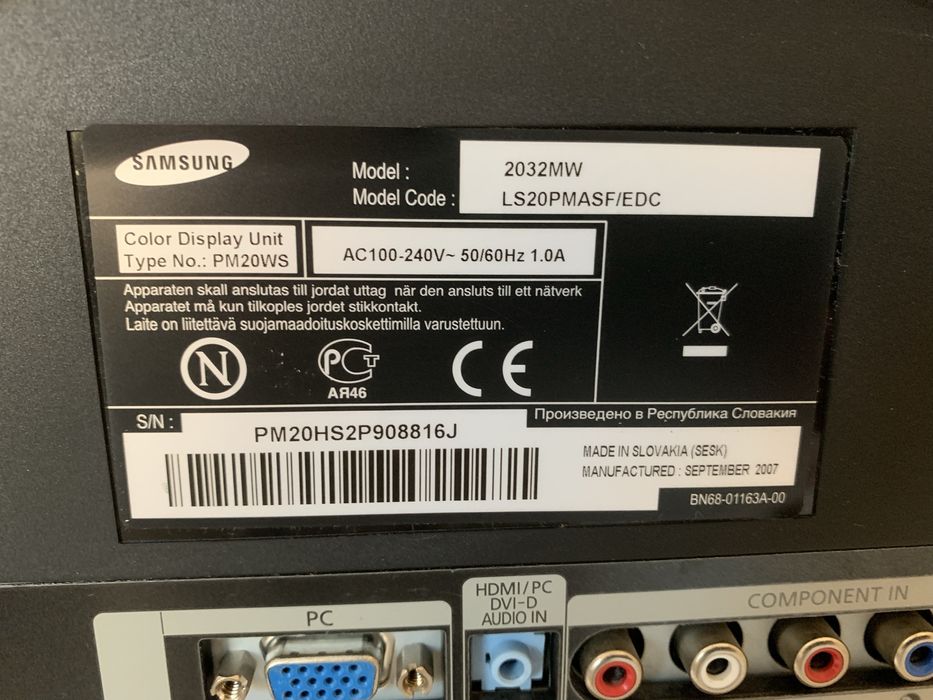 SAMSUNG
Model : 2032MW
Model Code : LS20PMASF/EDC
Color Display Unit
Type No.: PM20WS
AC100-240V~ 50/60Hz 1.0A
Apparaten skall anslutas till jordat uttag när den ansluts till ett nätverk
Apparatet må kun tilkoples jordet stikkontakt.
Laite on liitettävä suojamaadoituskoskettimilla varustettuun.
N
РСТ
АЯ46
CE
S/N :
PM20HS2P908816J
Произведено в Республика Словакия
MADE IN SLOVAKIA (SESK)
MANUFACTURED : SEPTEMBER 2007
BN68-01163A-00
PC
HDMI/PC
DVI-D
AUDIO IN
COMPONENT IN